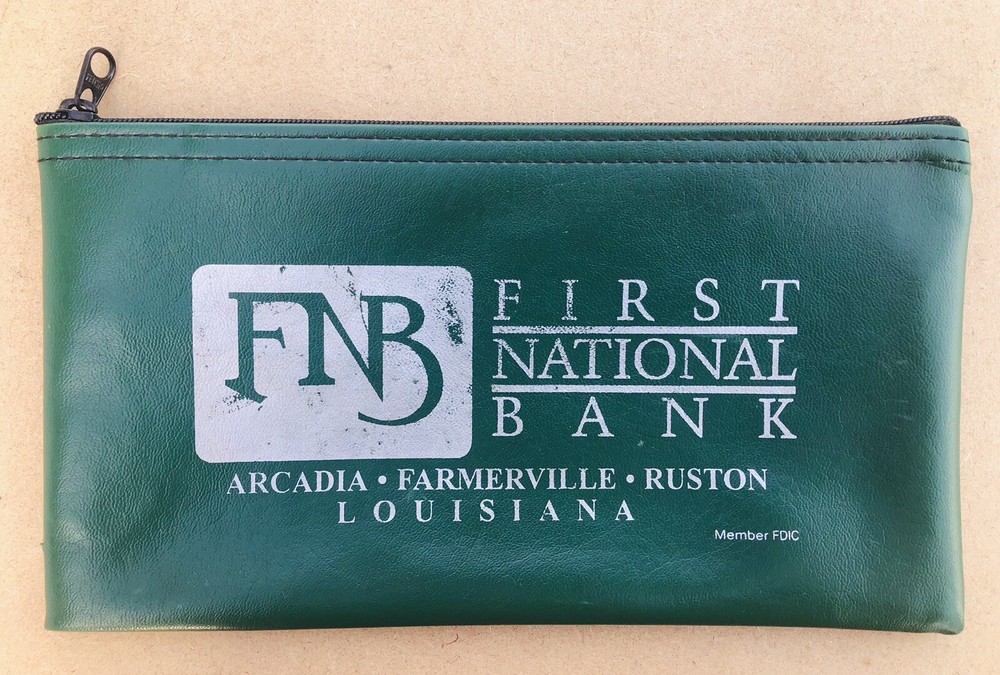 FNB
FIRST
NATIONAL
BANK
ARCADIA • FARMERVILLE • RUSTON
LOUISIANA
Member FDIC